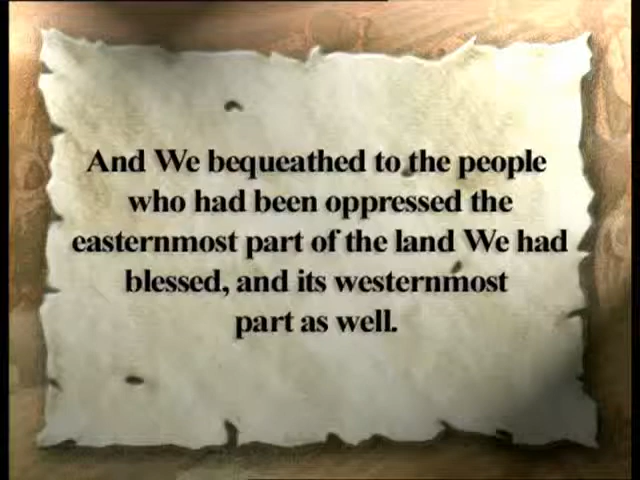 And We bequeathed to the people
who had been oppressed the
easternmost part of the land We had
blessed, and its westernmost
part as well.